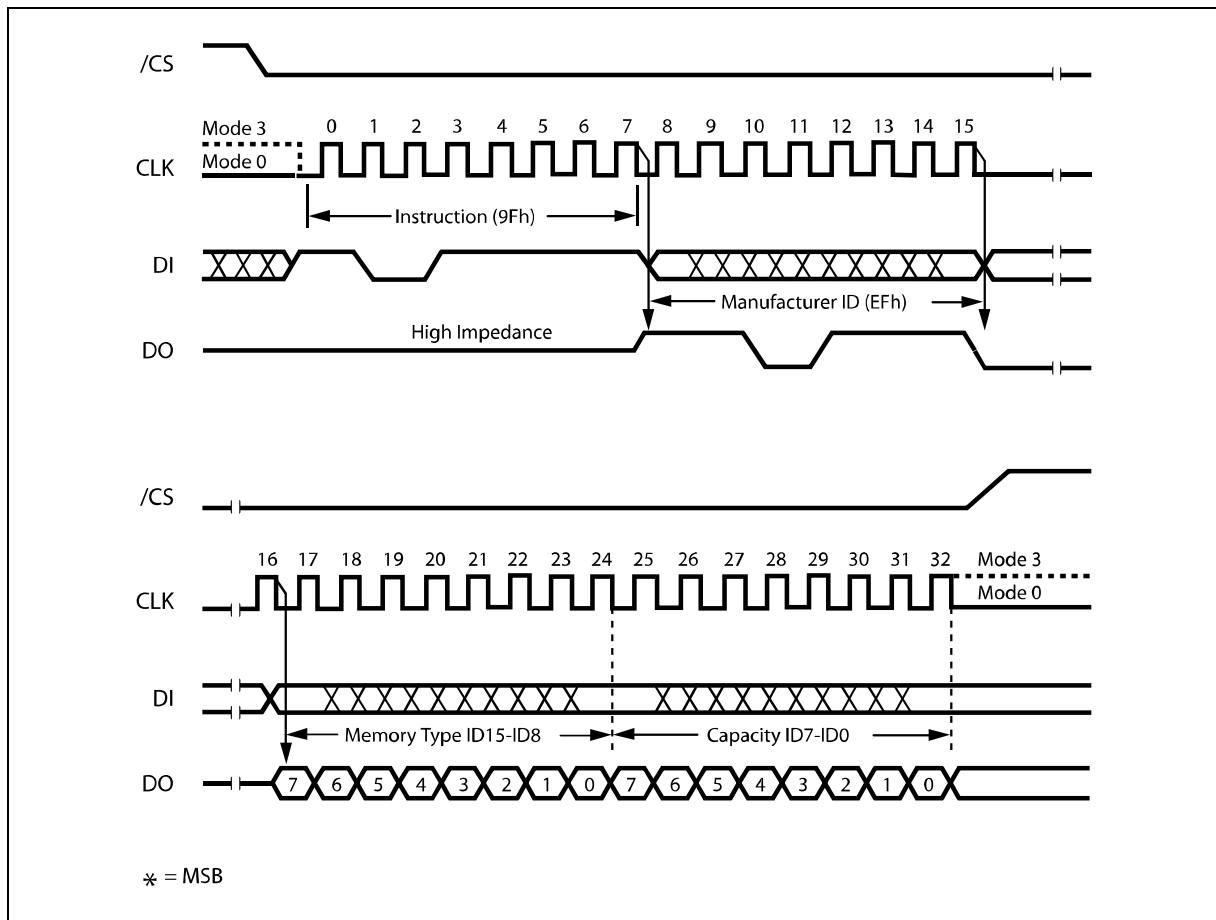 /CS
Mode 3
0 1 2 3 4 5 6 7 8 9 10 11 12 13 14 15
Mode 0
CLK
Instruction (9Fh)
DI
Manufacturer ID (EFh)
High Impedance
DO
/CS
16 17 18 19 20 21 22 23 24 25 26 27 28 29 30 31 32
Mode 3
Mode 0
CLK
DI
Memory Type ID15-ID8
Capacity ID7-ID0
DO
7 6 5 4 3 2 1 0 7 6 5 4 3 2 1 0
* = MSB